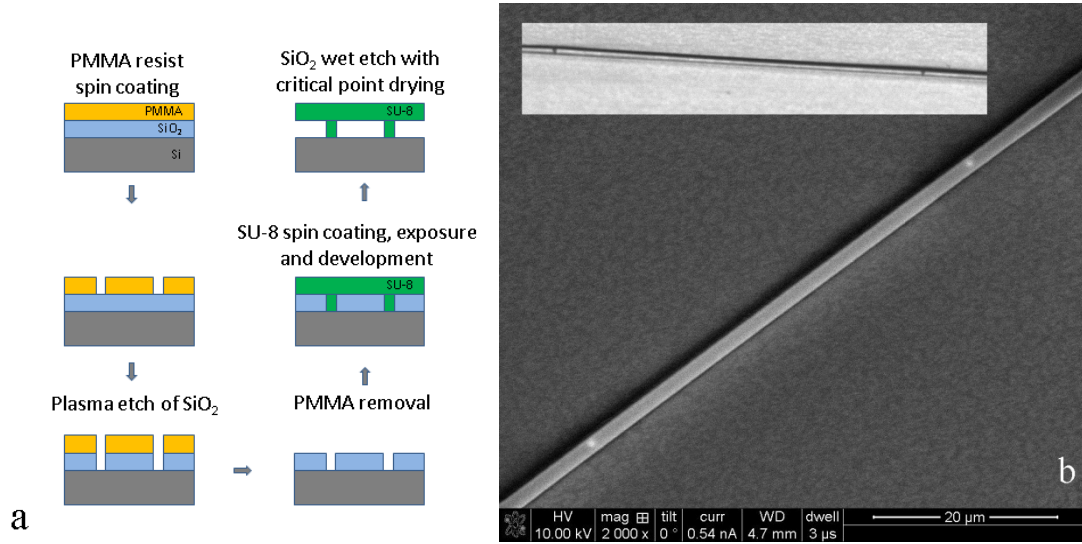 PMMA resist
spin coating
PMMA
SiO₂
Si
Plasma etch of SiO₂
PMMA removal
SU-8 spin coating, exposure
and development
SU-8
SiO₂ wet etch with
critical point drying
SU-8
a
b
HV mag tilt curr WD dwell
10.00 kV 2 000 x 0 ° 0.54 nA 4.7 mm 3 µs
20 µm